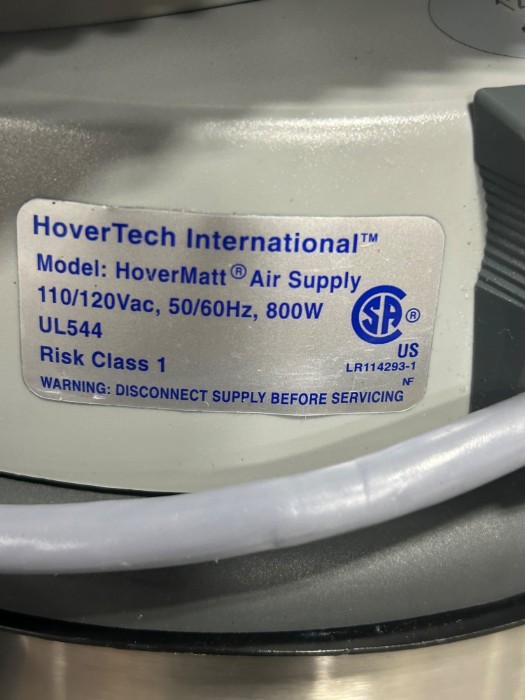 HoverTech International™
Model: HoverMatt® Air Supply
110/120Vac, 50/60Hz, 800W
UL544
Risk Class 1
SA ®
US
LR114293-1
NF
WARNING: DISCONNECT SUPPLY BEFORE SERVICING